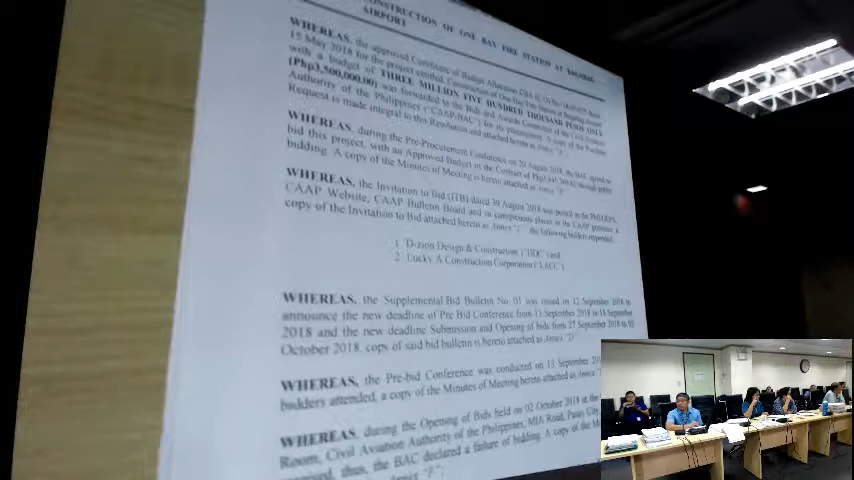 CONSTRUCTION OF ONE BAY FIRE STATION AT
AIRPORT
WHEREAS, the approved Certificate of Budget Allocation
15 May 2018 for the project entitled, Construction of One Bay Fire Station
with a budget of THREE MILLION FIVE HUNDRED THOUSAND PESOS ONLY
(Php3,500,000.00) was forwarded to the Bids and Awards Committee of the Civil Aviation
Authority of the Philippines ("CAAP-BAC") for its procurement. A copy of the Purchase
Request is made integral to this Resolution and attached hereto as Annex
WHEREAS, during the Pre-Procurement Conference on 20 August 2018, the
bid this project, with an Approved Budget of the Contract of through public
bidding. A copy of the Minutes of Meeting is hereto attached as Annex
WHEREAS, the Invitation to Bid (ITB) dated 30 August 2018 was posted in the PhilGEPS,
CAAP Website, CAAP Bulletin Board and in conspicuous places in the CAAP premises, a
copy of the Invitation to Bid attached hereto as Annex the following bidders responded.
1. D-zion Design & Construction ("DDC") and
2. Lucky A Construction Corporation ("LACC")
WHEREAS, the Supplemental Bid Bulletin No. 01 was issued on 12 September 2018 to
announce the new deadline of Pre Bid Conference from 13 September 2018 to 18 September
2018 and the new deadline Submission and Opening of bids from 27 September 2018 to 02
October 2018, copy of said bid bulletin is hereto attached as Annex "D"
WHEREAS, the Pre-bid Conference was conducted on 13 September
bidders attended, a copy of the Minutes of Meeting hereto attached as Annex
WHEREAS, during the Opening of Bids held on 02 October 2018 at the
Room, Civil Aviation Authority of the Philippines, MIA Road, Pasay City
thus, the BAC declared a failure of bidding. A copy of the
Annex "F"